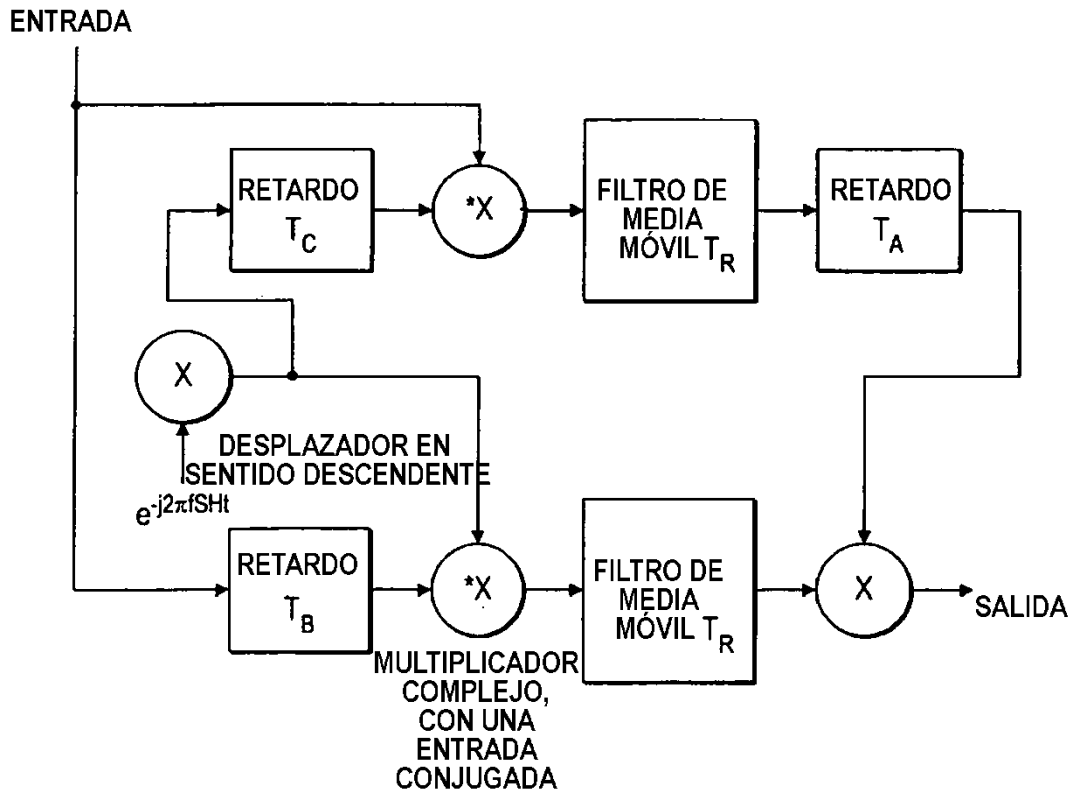 ENTRADA
RETARDO
T_C
*X
FILTRO DE
MEDIA
MÓVIL T_R
RETARDO
T_A
X
DESPLAZADOR EN
SENTIDO DESCENDENTE
e^-j2πfSHt
RETARDO
T_B
*X
FILTRO DE
MEDIA
MÓVIL T_R
X
SALIDA
MULTIPLICADOR
COMPLEJO,
CON UNA
ENTRADA
CONJUGADA